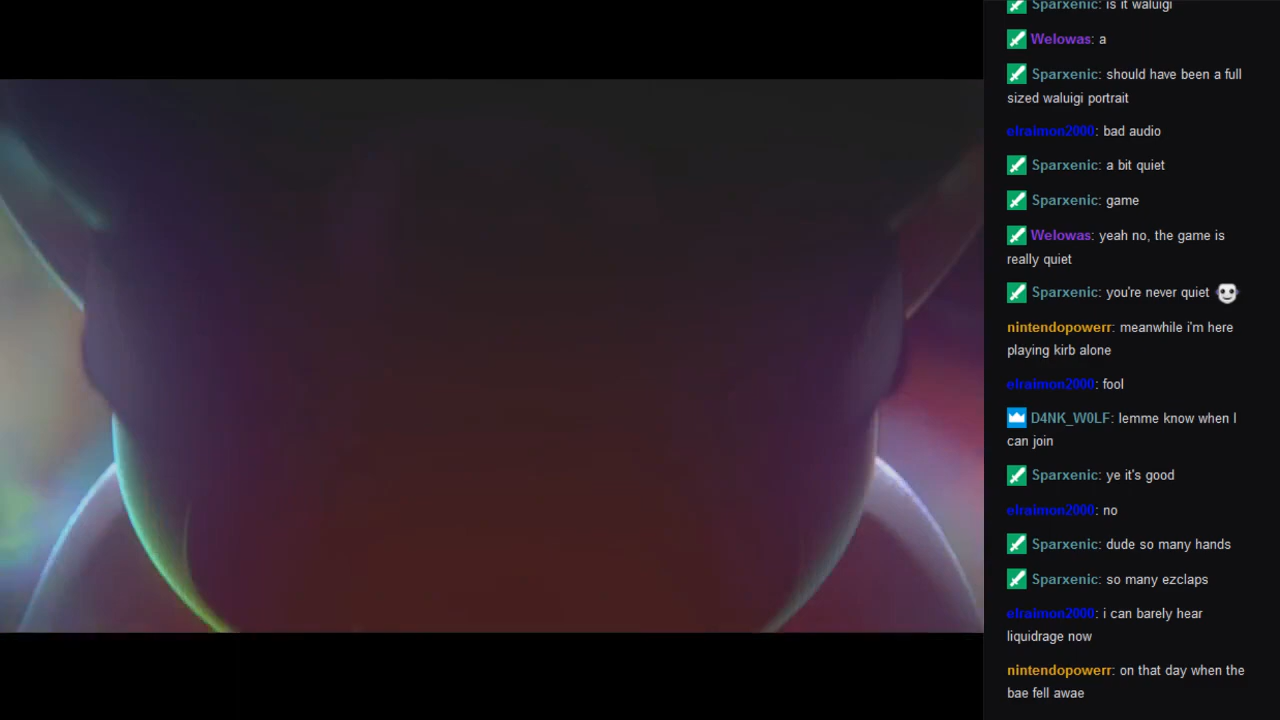 Sparxenic: is it waluigi
Welowas: a
Sparxenic: should have been a full
sized waluigi portrait
elraimon2000: bad audio
Sparxenic: a bit quiet
Sparxenic: game
Welowas: yeah no, the game is
really quiet
Sparxenic: you're never quiet
nintendopowerr: meanwhile i'm here
playing kirb alone
elraimon2000: fool
D4NK_W0LF: lemme know when I
can join
Sparxenic: ye it's good
elraimon2000: no
Sparxenic: dude so many hands
Sparxenic: so many ezclaps
elraimon2000: i can barely hear
liquidrage now
nintendopowerr: on that day when the
bae fell awae